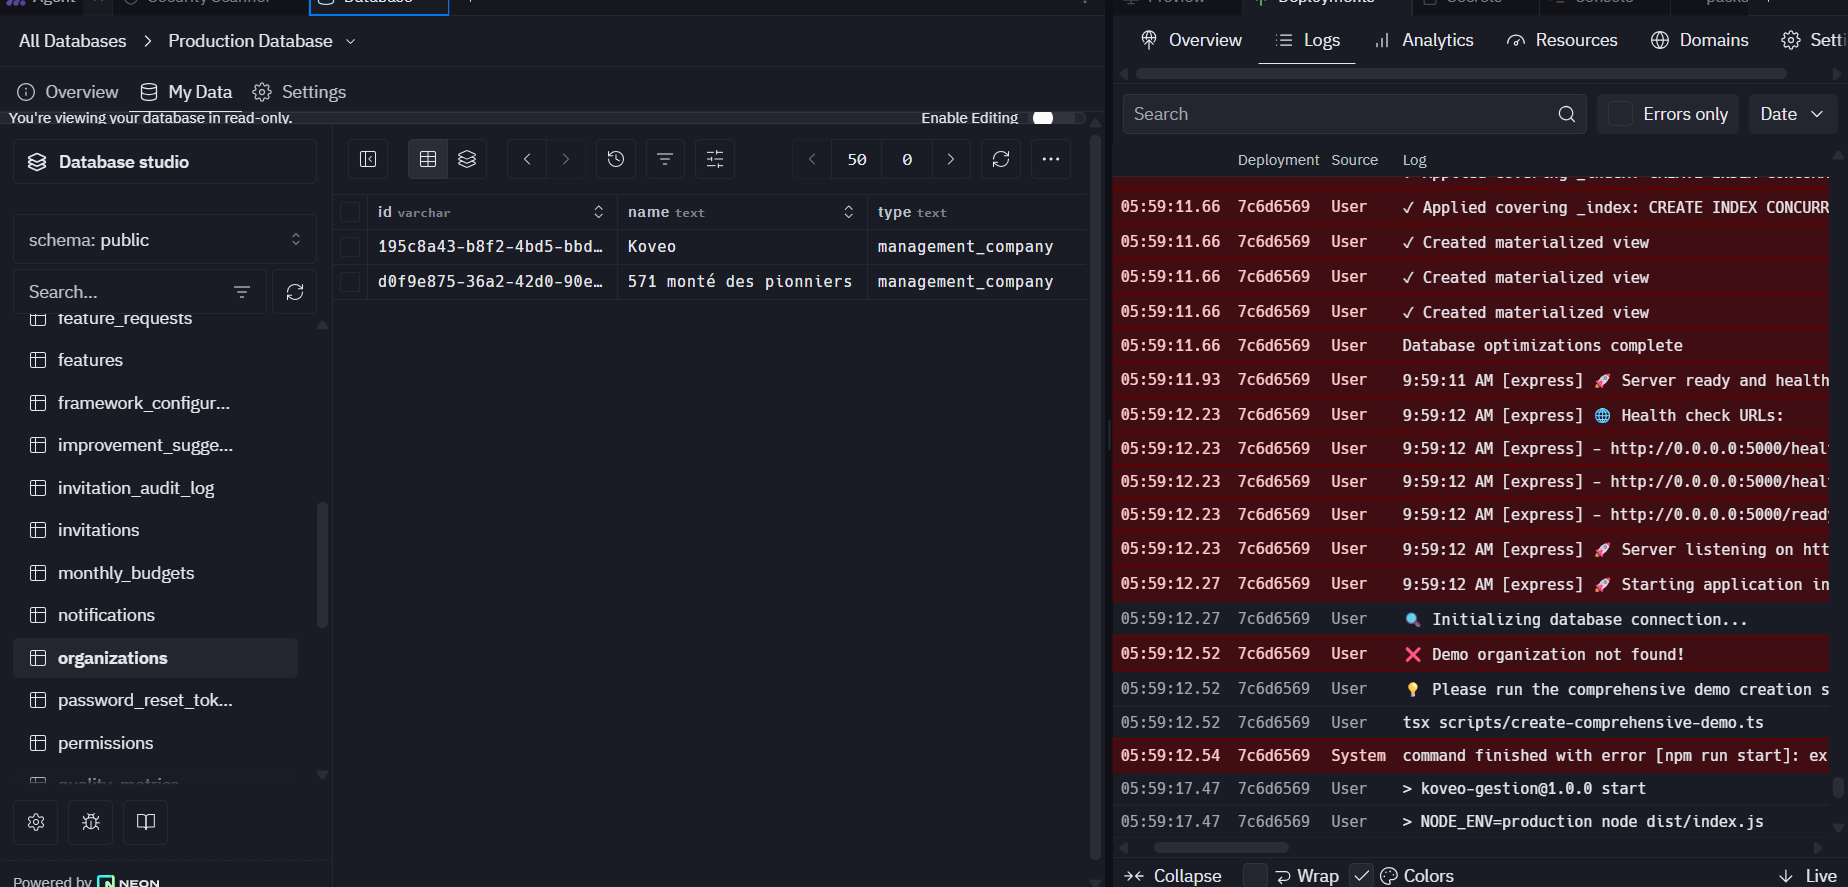 Agent
Security Scanner
Database
All Databases > Production Database
Overview My Data Settings
You're viewing your database in read-only. Enable Editing
Database studio
50 0
schema: public
Search...
feature_requests
features
framework_configur...
improvement_sugge...
invitation_audit_log
invitations
monthly_budgets
notifications
organizations
password_reset_tok...
permissions
quality_metrics
Powered by NEON
id varchar name text type text
195c8a43-b8f2-4bd5-bbd… Koveo management_company
d0f9e875-36a2-42d0-90e… 571 monté des pionniers management_company
Preview Deployments Secrets Console
Overview Logs Analytics Resources Domains Setti
Search Errors only Date
Deployment Source Log
05:59:11.66 7c6d6569 User ✓ Applied covering _index: CREATE INDEX CONCURR
05:59:11.66 7c6d6569 User ✓ Created materialized view
05:59:11.66 7c6d6569 User ✓ Created materialized view
05:59:11.66 7c6d6569 User ✓ Created materialized view
05:59:11.66 7c6d6569 User Database optimizations complete
05:59:11.93 7c6d6569 User 9:59:11 AM [express] 🚀 Server ready and health
05:59:12.23 7c6d6569 User 9:59:12 AM [express] 🌐 Health check URLs:
05:59:12.23 7c6d6569 User 9:59:12 AM [express] - http://0.0.0.0:5000/heal
05:59:12.23 7c6d6569 User 9:59:12 AM [express] - http://0.0.0.0:5000/heal
05:59:12.23 7c6d6569 User 9:59:12 AM [express] - http://0.0.0.0:5000/ready
05:59:12.23 7c6d6569 User 9:59:12 AM [express] 🚀 Server listening on htt
05:59:12.27 7c6d6569 User 9:59:12 AM [express] 🚀 Starting application in
05:59:12.27 7c6d6569 User 🔍 Initializing database connection...
05:59:12.52 7c6d6569 User ❌ Demo organization not found!
05:59:12.52 7c6d6569 User 💡 Please run the comprehensive demo creation s
05:59:12.52 7c6d6569 User tsx scripts/create-comprehensive-demo.ts
05:59:12.54 7c6d6569 System command finished with error [npm run start]: ex
05:59:17.47 7c6d6569 User > koveo-gestion@1.0.0 start
05:59:17.47 7c6d6569 User > NODE_ENV=production node dist/index.js
Collapse Wrap Colors Live